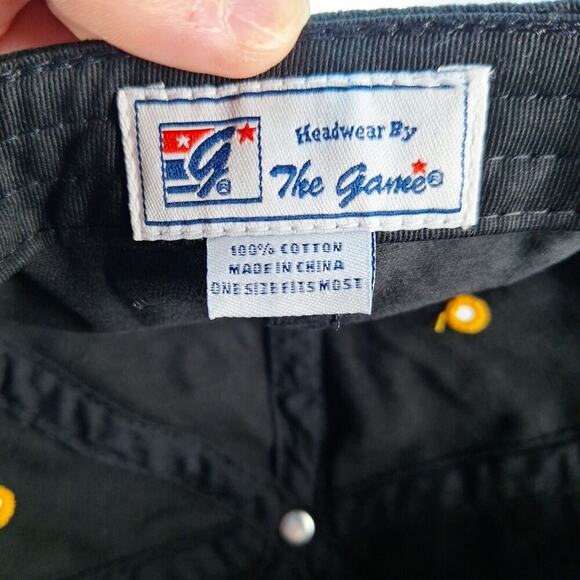 G®
Headwear By
The Game®
100% COTTON
MADE IN CHINA
ONE SIZE FITS MOST